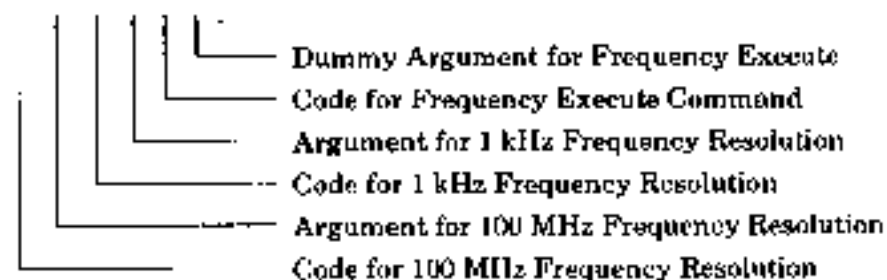 Dummy Argument for Frequency Execute
Code for Frequency Execute Command
Argument for 1 kHz Frequency Resolution
Code for 1 kHz Frequency Resolution
Argument for 100 MHz Frequency Resolution
Code for 100 MHz Frequency Resolution